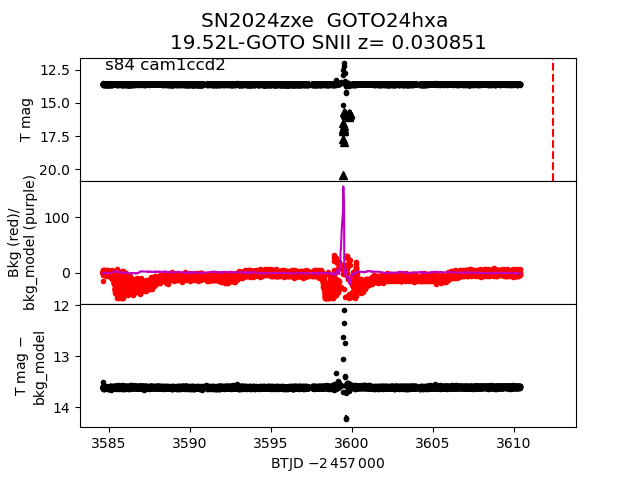 SN2024zxe GOTO24hxa
19.52L-GOTO SNII z= 0.030851
s84 cam1ccd2
12.5
15.0
17.5
20.0
T mag
100
0
Bkg (red)/
bkg_model (purple)
12
13
14
T mag −
bkg_model
3585 3590 3595 3600 3605 3610
BTJD −2 457 000